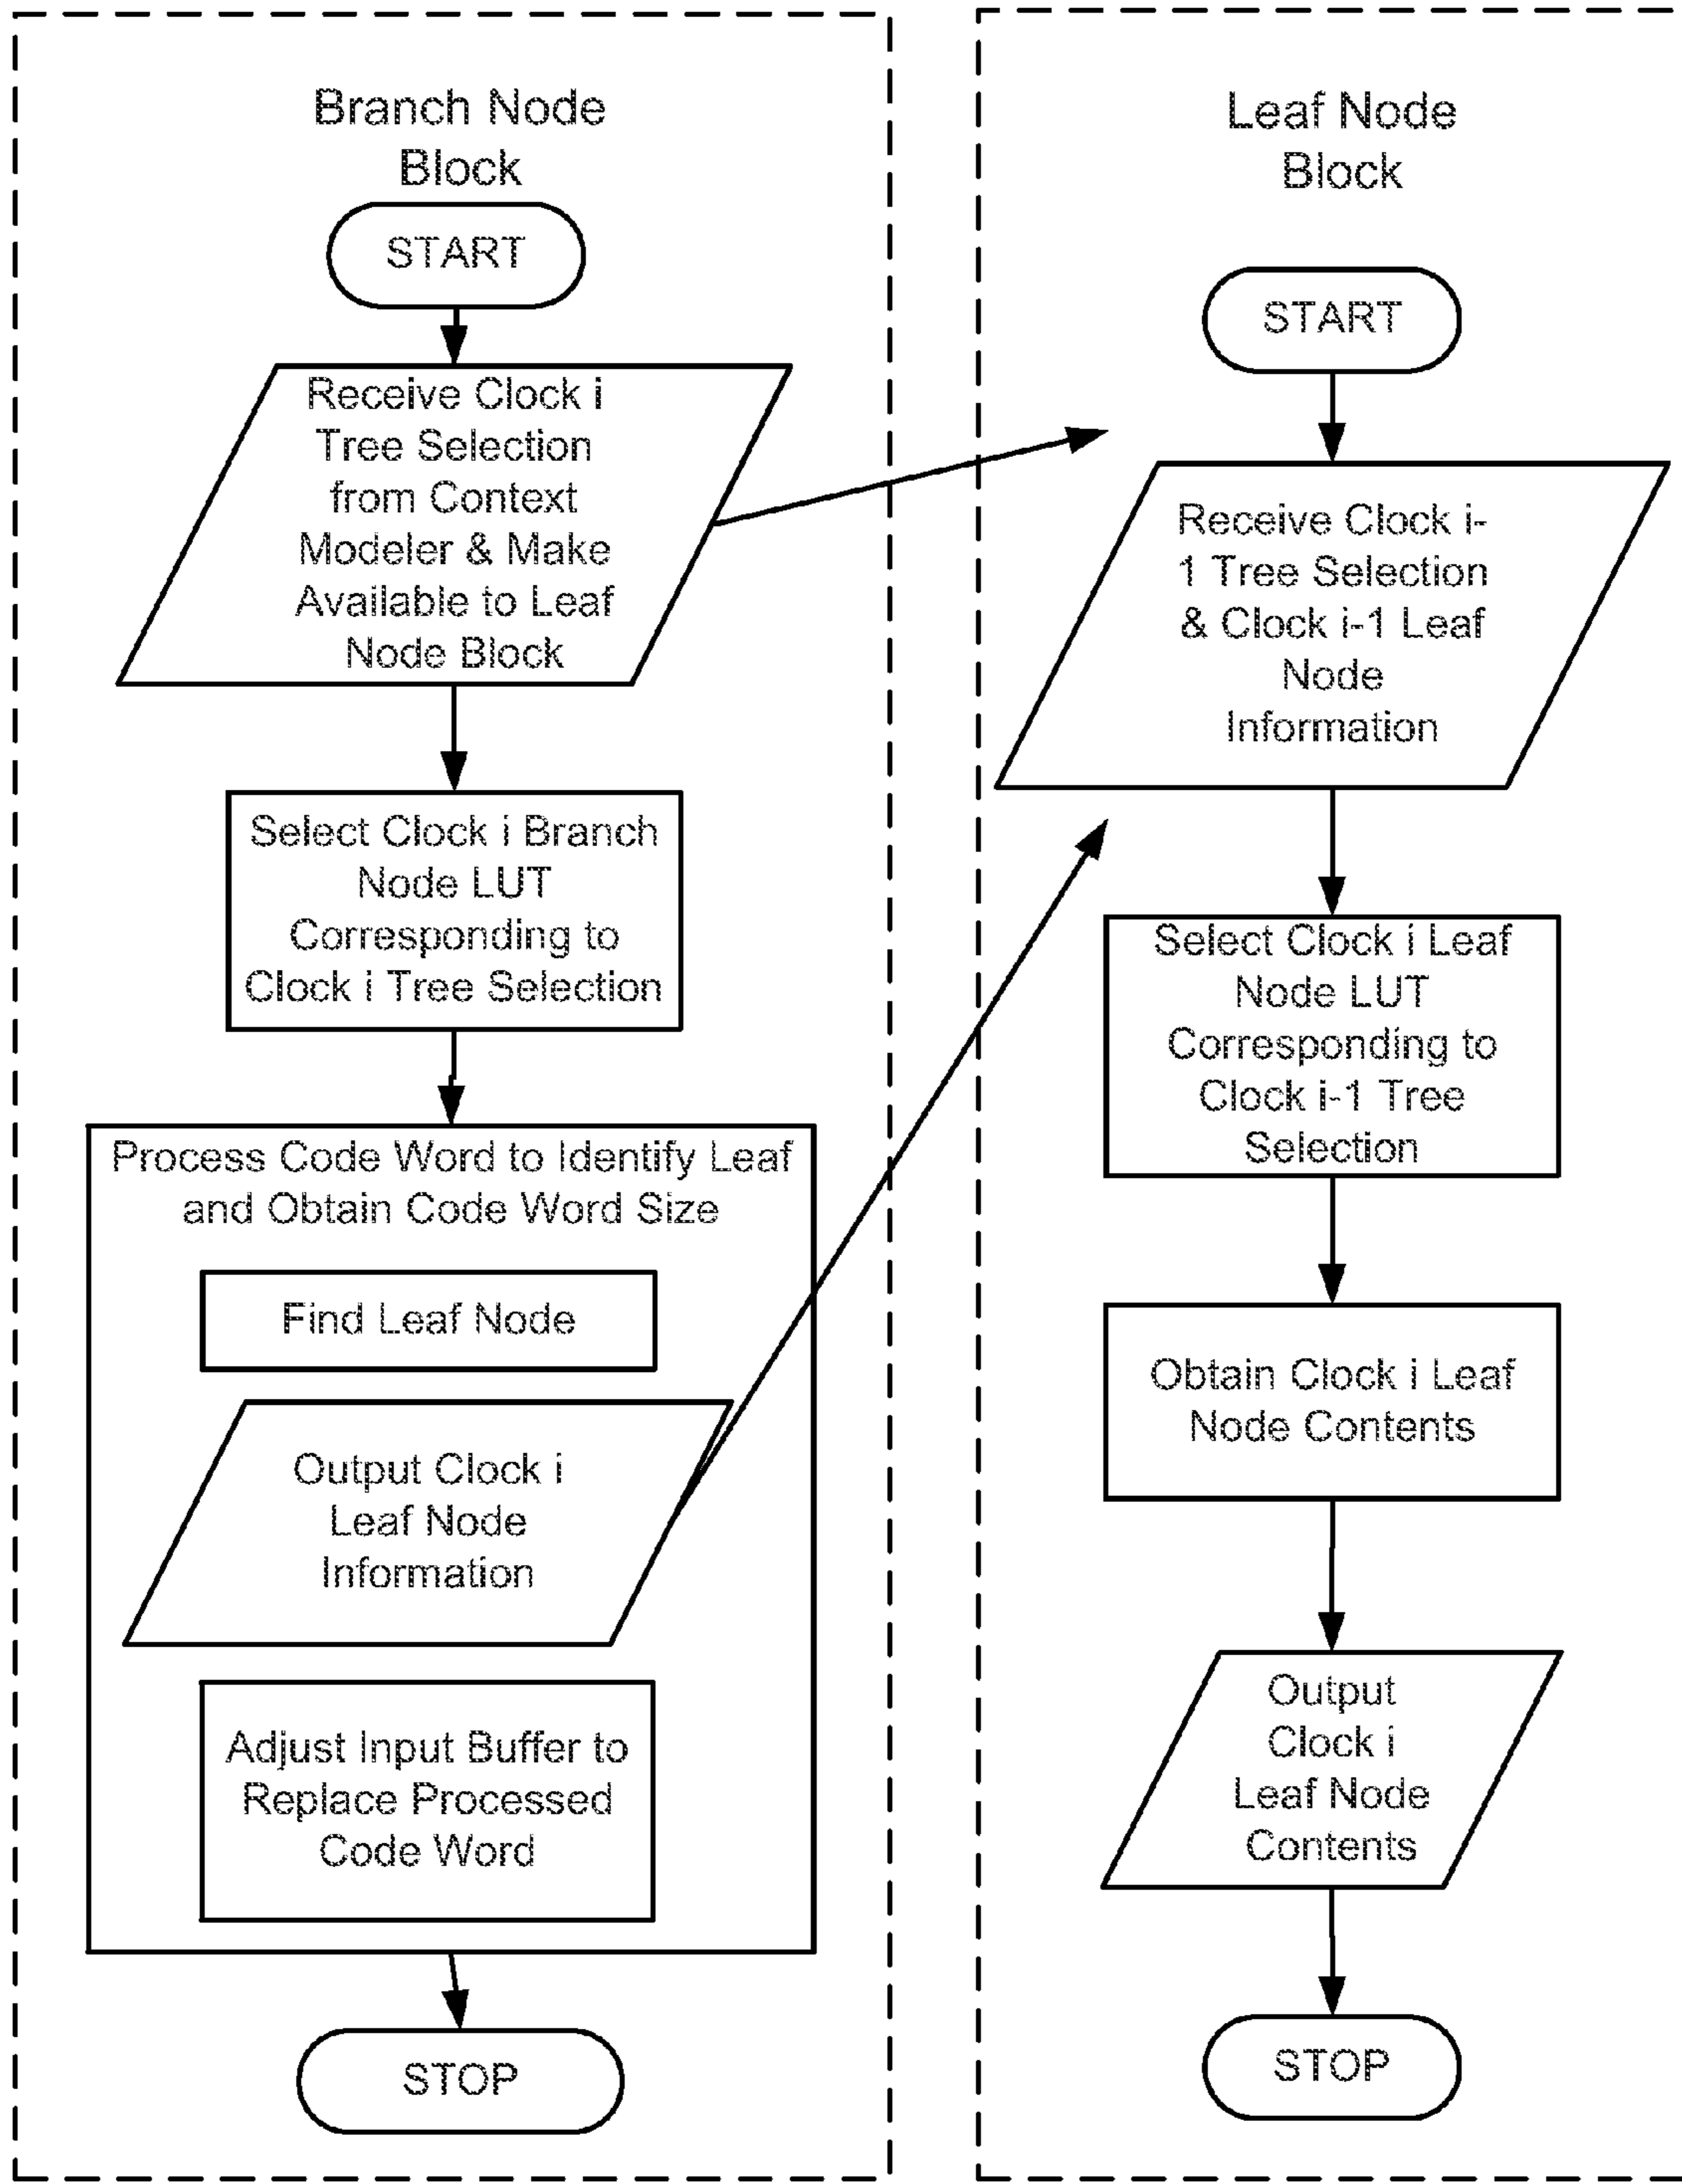 Branch Node
Block
START
Receive Clock i
Tree Selection
from Context
Modeler & Make
Available to Leaf
Node Block
Select Clock i Branch
Node LUT
Corresponding to
Clock i Tree Selection
Process Code Word to Identify Leaf
and Obtain Code Word Size
Find Leaf Node
Output Clock i
Leaf Node
Information
Adjust Input Buffer to
Replace Processed
Code Word
STOP
Leaf Node
Block
START
Receive Clock i-
1 Tree Selection
& Clock i-1 Leaf
Node
Information
Select Clock i Leaf
Node LUT
Corresponding to
Clock i-1 Tree
Selection
Obtain Clock i Leaf
Node Contents
Output
Clock i
Leaf Node
Contents
STOP